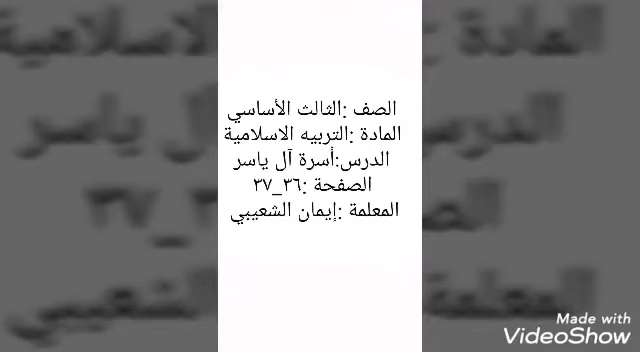 الصف :الثالث الأساسي
المادة :التربيه الاسلامية
الدرس:أسرة آل ياسر
الصفحة :٣٦_٣٧
المعلمة :إيمان الشعيبي
Made with
VideoShow